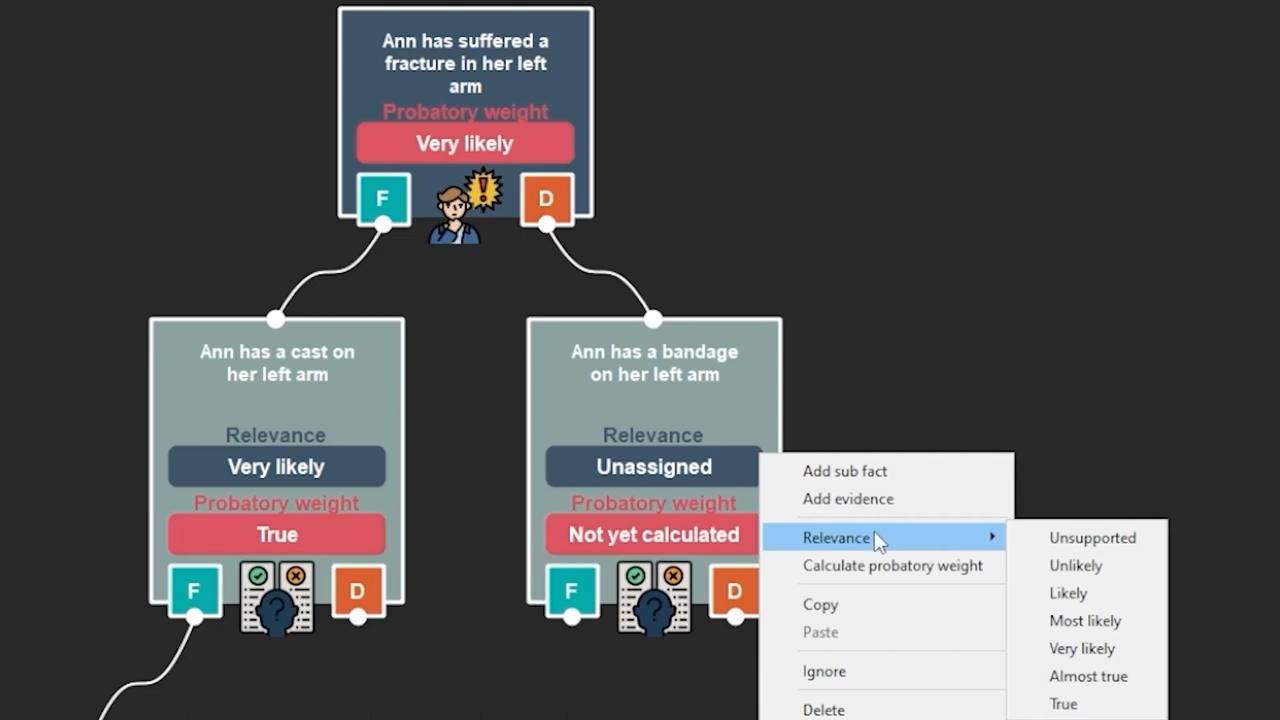 Ann has suffered a
fracture in her left
arm
Probatory weight
Very likely
F
D
Ann has a cast on
her left arm
Relevance
Very likely
Probatory weight
True
F
D
Ann has a bandage
on her left arm
Relevance
Unassigned
Probatory weight
Not yet calculated
F
D
Add sub fact
Add evidence
Relevance
Calculate probatory weight
Copy
Paste
Ignore
Delete
Unsupported
Unlikely
Likely
Most likely
Very likely
Almost true
True